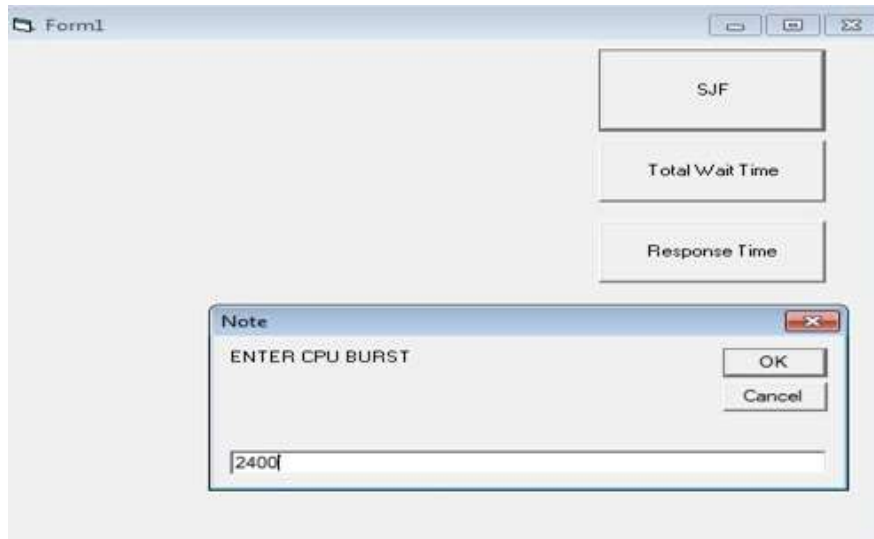 Form1
SJF
Total Wait Time
Response Time
Note
ENTER CPU BURST
OK
Cancel
2400